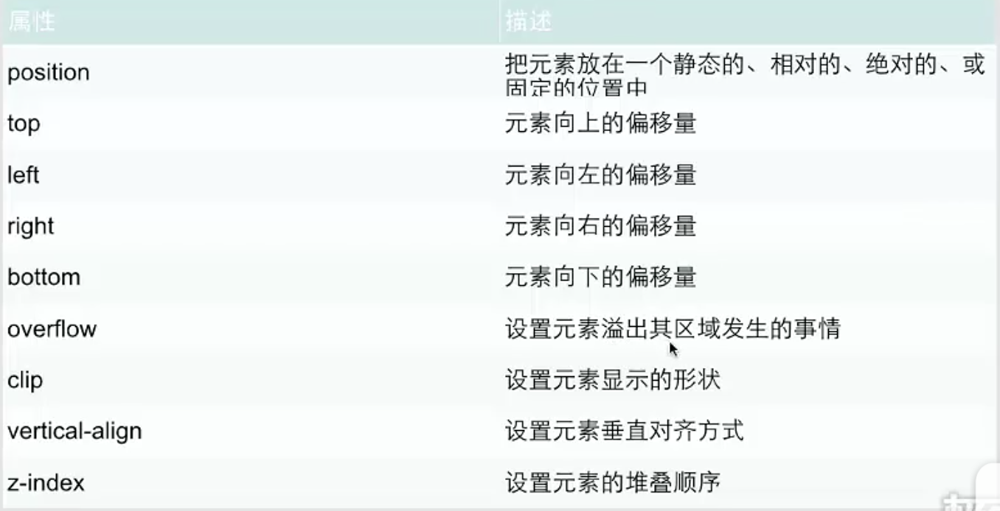 属性 描述
position 把元素放在一个静态的、相对的、绝对的、或
固定的位置中
top 元素向上的偏移量
left 元素向左的偏移量
right 元素向右的偏移量
bottom 元素向下的偏移量
overflow 设置元素溢出其区域发生的事情
clip 设置元素显示的形状
vertical-align 设置元素垂直对齐方式
z-index 设置元素的堆叠顺序